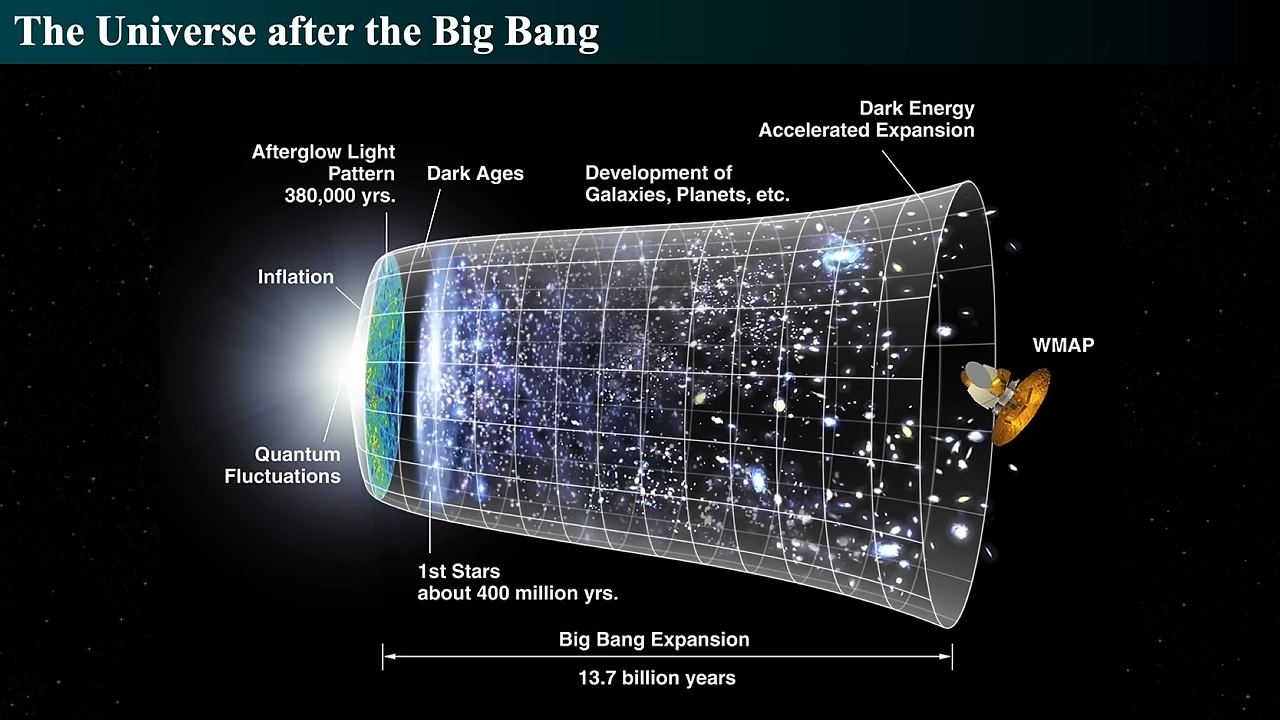 The Universe after the Big Bang
Dark Energy
Accelerated Expansion
Afterglow Light
Pattern
380,000 yrs.
Dark Ages
Development of
Galaxies, Planets, etc.
Inflation
WMAP
Quantum
Fluctuations
1st Stars
about 400 million yrs.
Big Bang Expansion
13.7 billion years